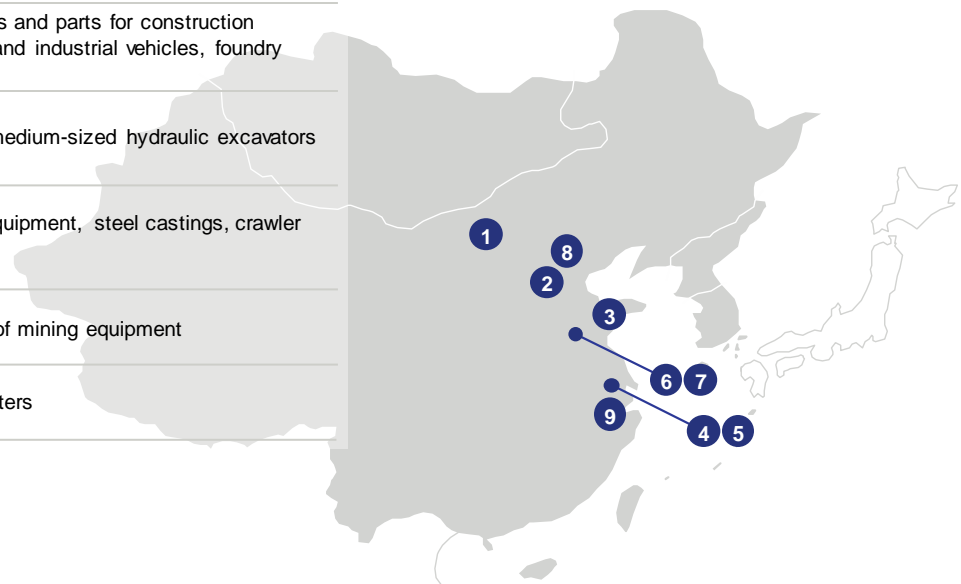 s and parts for construction
and industrial vehicles, foundry
medium-sized hydraulic excavators
quipment, steel castings, crawler
of mining equipment
ters
1
8
2
3
6 7
9
4 5